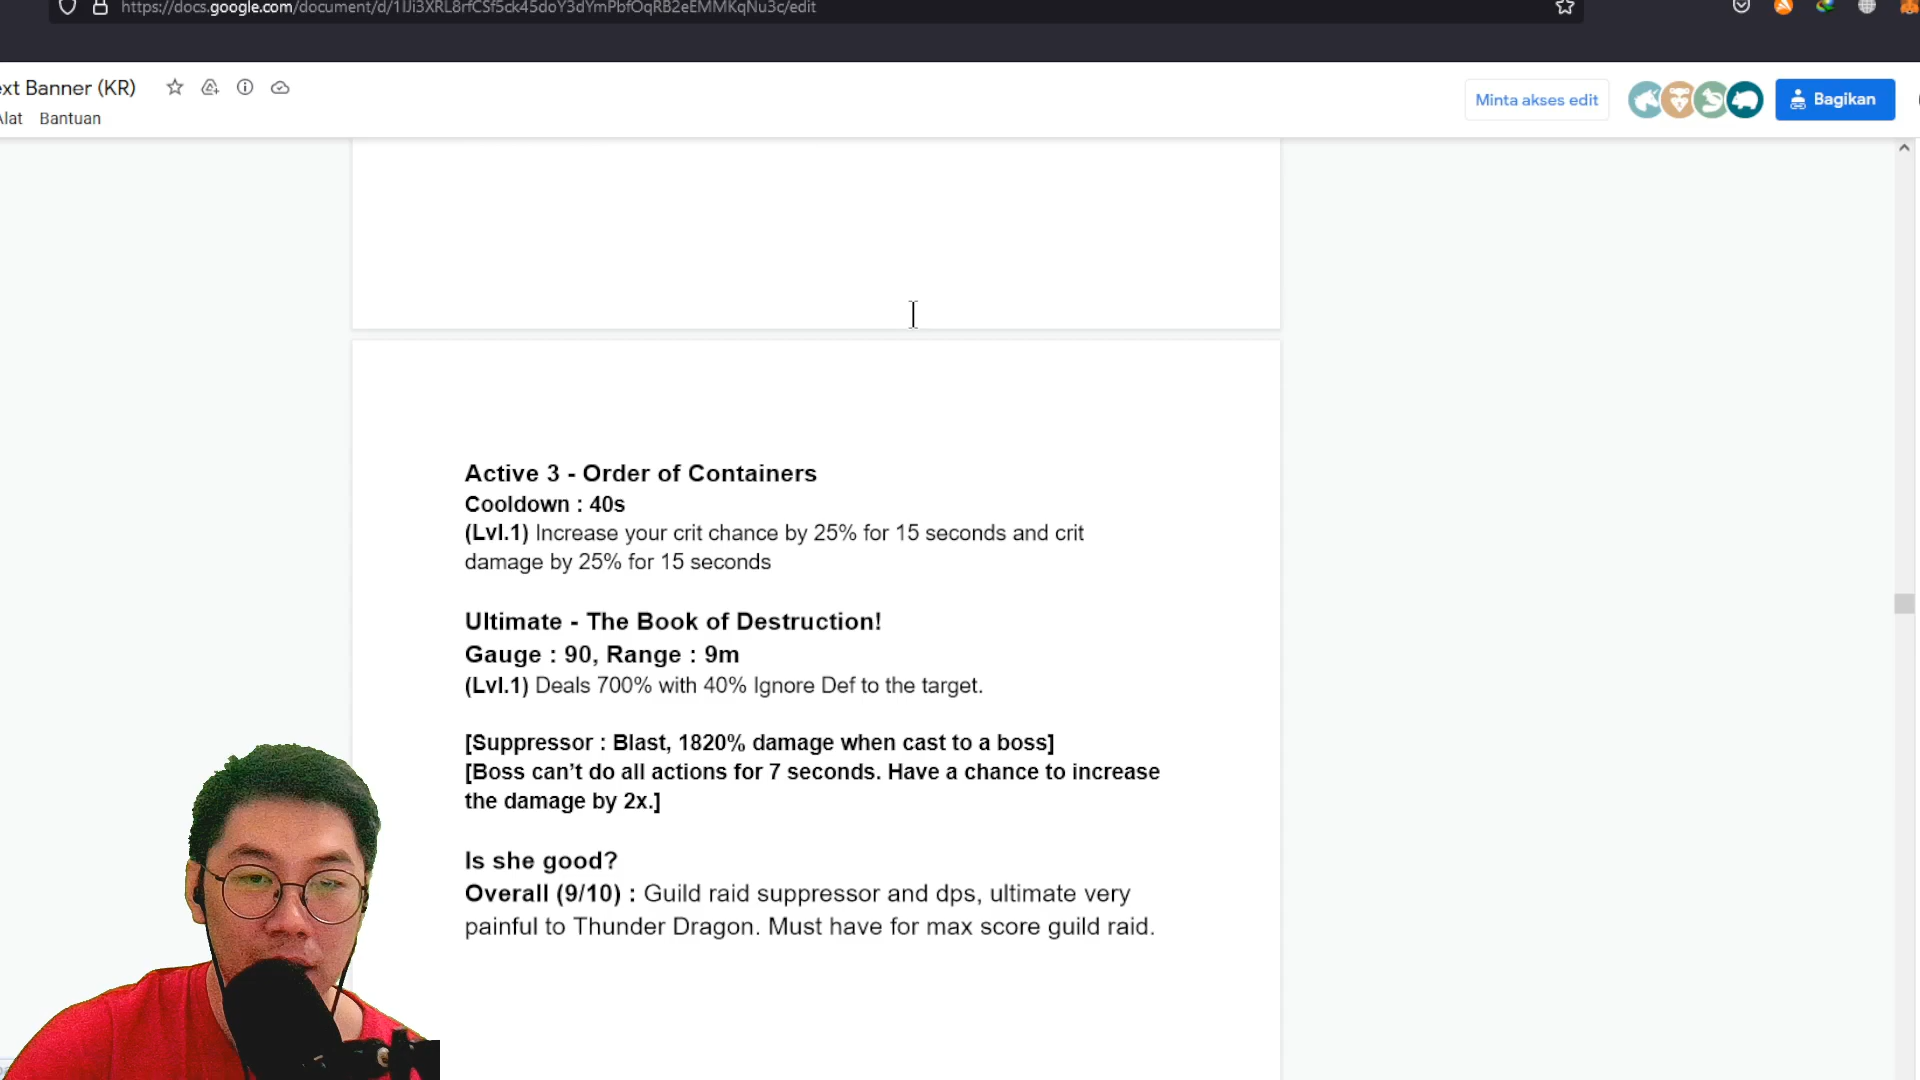 https://docs.google.com/document/d/1IJi3XRL8rfCSf5ck45doY3dYmPbfOqRB2eEMMKqNu3c/edit
ext Banner (KR)
Alat Bantuan
Minta akses edit
Bagikan
Active 3 - Order of Containers
Cooldown : 40s
(Lvl.1) Increase your crit chance by 25% for 15 seconds and crit
damage by 25% for 15 seconds
Ultimate - The Book of Destruction!
Gauge : 90, Range : 9m
(Lvl.1) Deals 700% with 40% Ignore Def to the target.
[Suppressor : Blast, 1820% damage when cast to a boss]
[Boss can’t do all actions for 7 seconds. Have a chance to increase
the damage by 2x.]
Is she good?
Overall (9/10) : Guild raid suppressor and dps, ultimate very
painful to Thunder Dragon. Must have for max score guild raid.